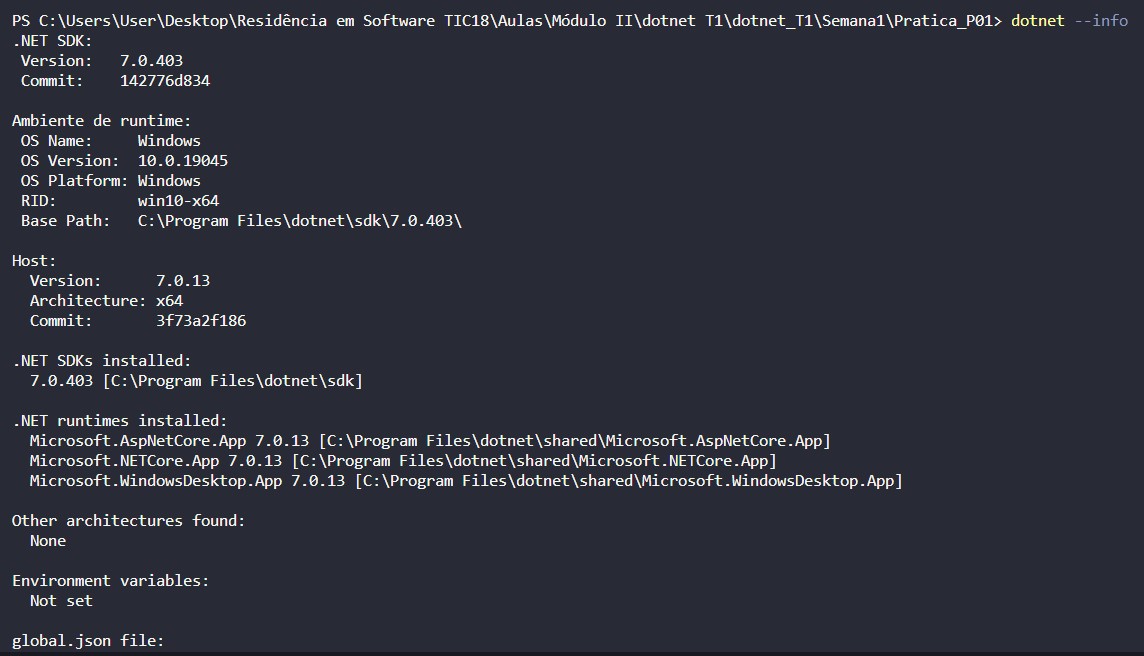 PS C:\Users\User\Desktop\Residência em Software TIC18\Aulas\Módulo II\dotnet T1\dotnet_T1\Semana1\Pratica_P01> dotnet --info
.NET SDK:
 Version:   7.0.403
 Commit:    142776d834

Ambiente de runtime:
 OS Name:     Windows
 OS Version:  10.0.19045
 OS Platform: Windows
 RID:         win10-x64
 Base Path:   C:\Program Files\dotnet\sdk\7.0.403\

Host:
  Version:      7.0.13
  Architecture: x64
  Commit:       3f73a2f186

.NET SDKs installed:
  7.0.403 [C:\Program Files\dotnet\sdk]

.NET runtimes installed:
  Microsoft.AspNetCore.App 7.0.13 [C:\Program Files\dotnet\shared\Microsoft.AspNetCore.App]
  Microsoft.NETCore.App 7.0.13 [C:\Program Files\dotnet\shared\Microsoft.NETCore.App]
  Microsoft.WindowsDesktop.App 7.0.13 [C:\Program Files\dotnet\shared\Microsoft.WindowsDesktop.App]

Other architectures found:
  None

Environment variables:
  Not set

global.json file: